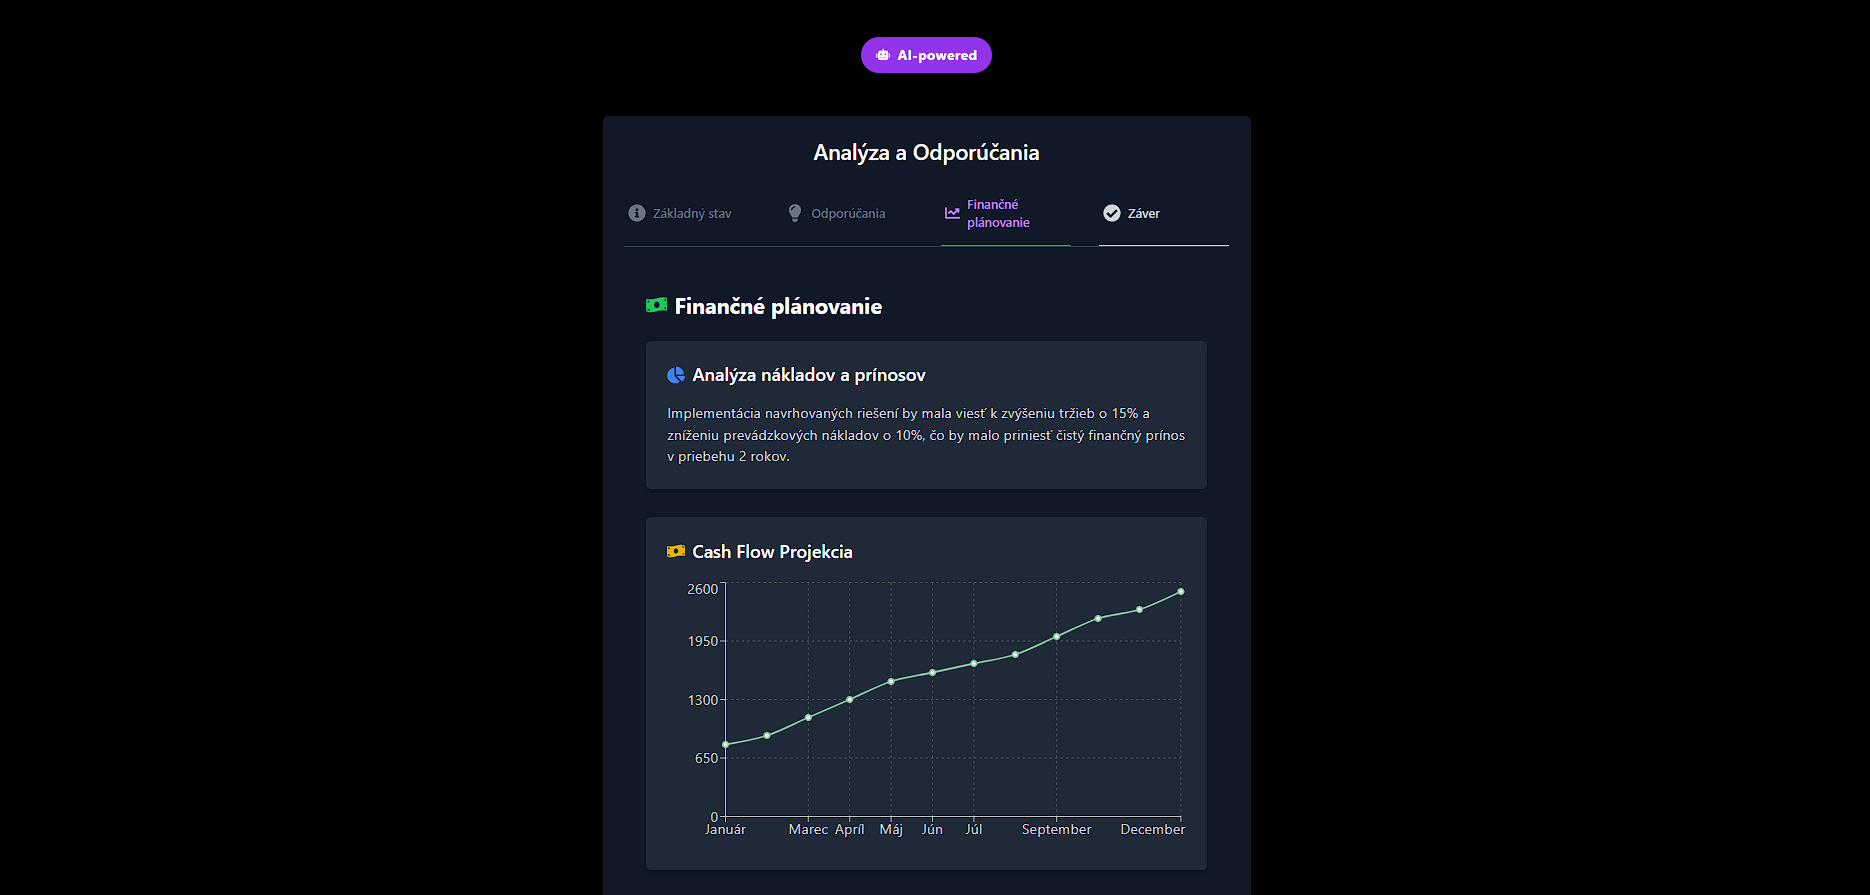 AI-powered
Analýza a Odporúčania
Základný stav
Odporúčania
Finančné
plánovanie
Záver
Finančné plánovanie
Analýza nákladov a prínosov
Implementácia navrhovaných riešení by mala viesť k zvýšeniu tržieb o 15% a
zníženiu prevádzkových nákladov o 10%, čo by malo priniesť čistý finančný prínos
v priebehu 2 rokov.
Cash Flow Projekcia
2600
1950
1300
650
0
Január Marec Apríl Máj Jún Júl September December